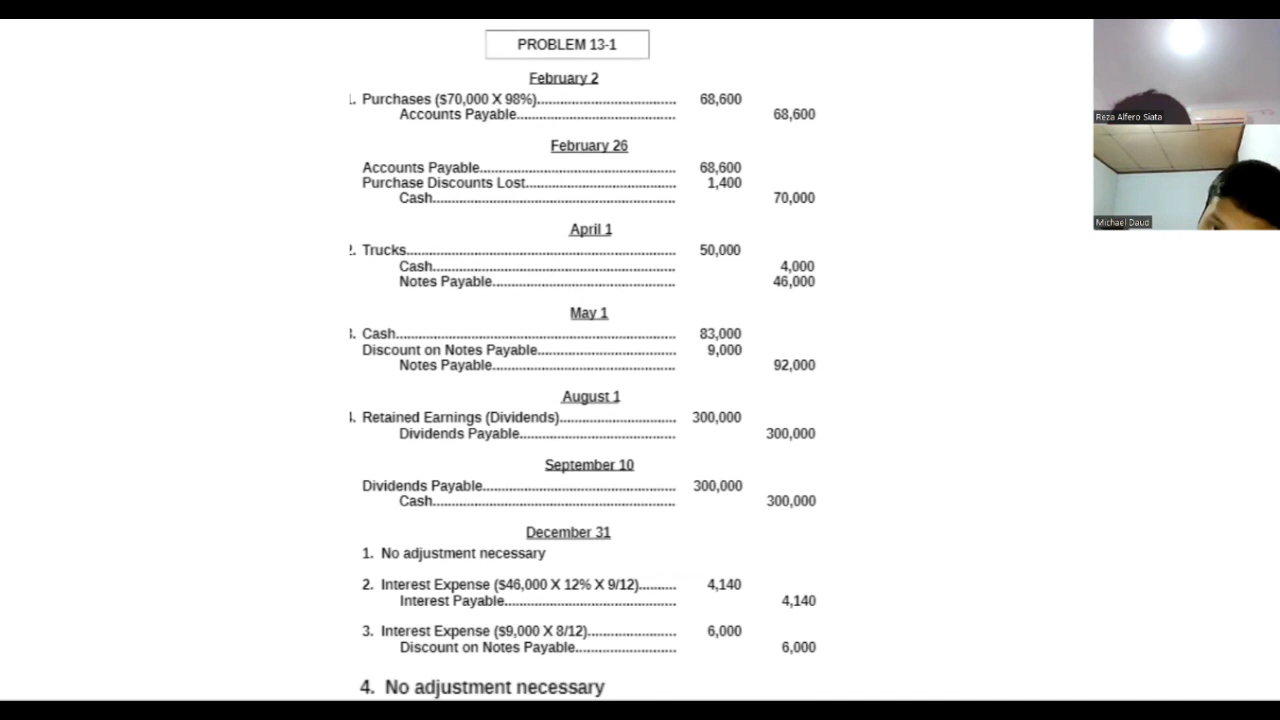 PROBLEM 13-1
February 2
1. Purchases ($70,000 X 98%)................................... 68,600
Accounts Payable........................................ 68,600
February 26
Accounts Payable................................................. 68,600
Purchase Discounts Lost...................................... 1,400
Cash............................................................. 70,000
April 1
2. Trucks.................................................................... 50,000
Cash............................................................. 4,000
Notes Payable.............................................. 46,000
May 1
3. Cash...................................................................... 83,000
Discount on Notes Payable................................... 9,000
Notes Payable.............................................. 92,000
August 1
4. Retained Earnings (Dividends)............................. 300,000
Dividends Payable....................................... 300,000
September 10
Dividends Payable................................................ 300,000
Cash............................................................. 300,000
December 31
1. No adjustment necessary
2. Interest Expense ($46,000 X 12% X 9/12).......... 4,140
Interest Payable........................................... 4,140
3. Interest Expense ($9,000 X 8/12)...................... 6,000
Discount on Notes Payable.......................... 6,000
4. No adjustment necessary
Reza Alfero Siata
Michael Daud